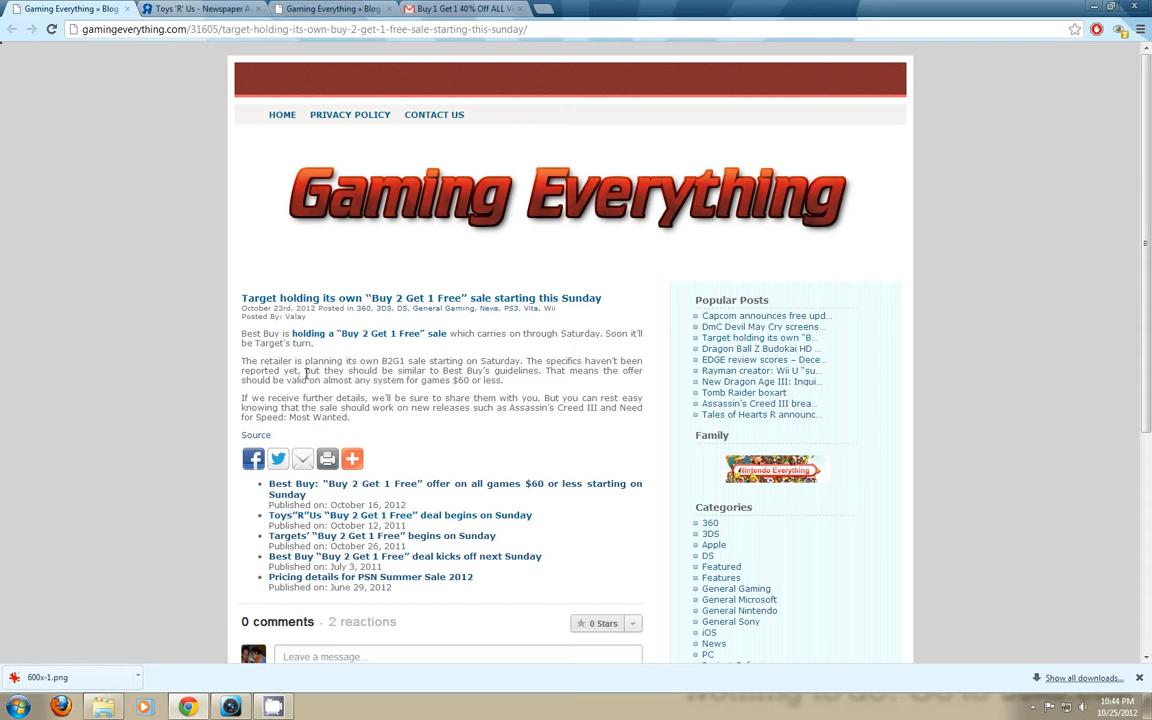 Gaming Everything » Blog
Toys 'R' Us - Newspaper A
Gaming Everything » Blog
Buy 1 Get 1 40% Off ALL V
gamingeverything.com/31605/target-holding-its-own-buy-2-get-1-free-sale-starting-this-sunday/
HOME PRIVACY POLICY CONTACT US
Gaming Everything
Target holding its own “Buy 2 Get 1 Free” sale starting this Sunday
October 23rd, 2012 Posted in 360, 3DS, DS, General Gaming, News, PS3, Vita, Wii
Posted By: Valay
Best Buy is holding a “Buy 2 Get 1 Free” sale which carries on through Saturday. Soon it’ll
be Target’s turn.
The retailer is planning its own B2G1 sale starting on Saturday. The specifics haven’t been
reported yet, but they should be similar to Best Buy’s guidelines. That means the offer
should be valid on almost any system for games $60 or less.
If we receive further details, we’ll be sure to share them with you. But you can rest easy
knowing that the sale should work on new releases such as Assassin’s Creed III and Need
for Speed: Most Wanted.
Source
Best Buy: “Buy 2 Get 1 Free” offer on all games $60 or less starting on
Sunday
Published on: October 16, 2012
Toys”R”Us “Buy 2 Get 1 Free” deal begins on Sunday
Published on: October 12, 2011
Targets’ “Buy 2 Get 1 Free” begins on Sunday
Published on: October 26, 2011
Best Buy “Buy 2 Get 1 Free” deal kicks off next Sunday
Published on: July 3, 2011
Pricing details for PSN Summer Sale 2012
Published on: June 29, 2012
0 comments · 2 reactions
0 Stars
Leave a message...
Popular Posts
Capcom announces free upd...
DmC Devil May Cry screens...
Target holding its own “B...
Dragon Ball Z Budokai HD ...
EDGE review scores – Dece...
Rayman creator: Wii U “su...
New Dragon Age III: Inqui...
Tomb Raider boxart
Assassin’s Creed III brea...
Tales of Hearts R announc...
Family
Nintendo Everything
Categories
360
3DS
Apple
DS
Featured
Features
General Gaming
General Microsoft
General Nintendo
General Sony
iOS
News
PC
600x-1.png
Show all downloads...
10:44 PM
10/25/2012